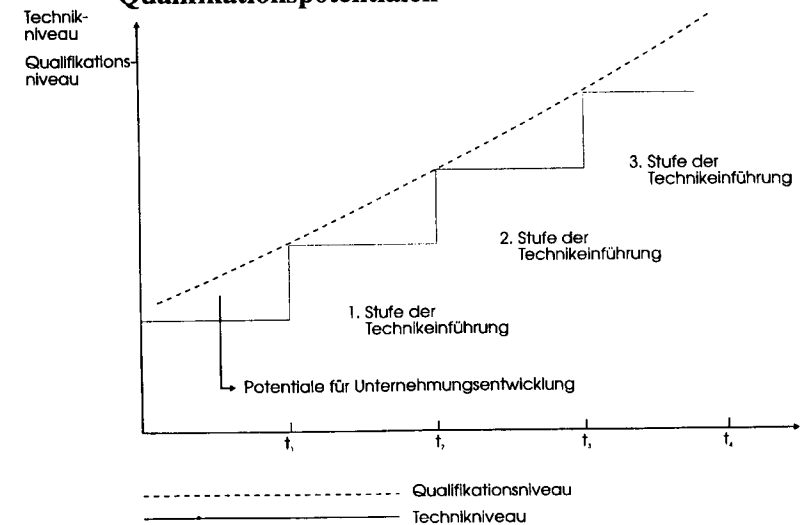 Qualifikationspotentialen
Technik-
niveau
Qualifikations-
niveau
3. Stufe der
Technikeinführung
2. Stufe der
Technikeinführung
1. Stufe der
Technikeinführung
Potentiale für Unternehmungsentwicklung
t₁ t₂ t₃ t₄
Qualifikationsniveau
Technikniveau